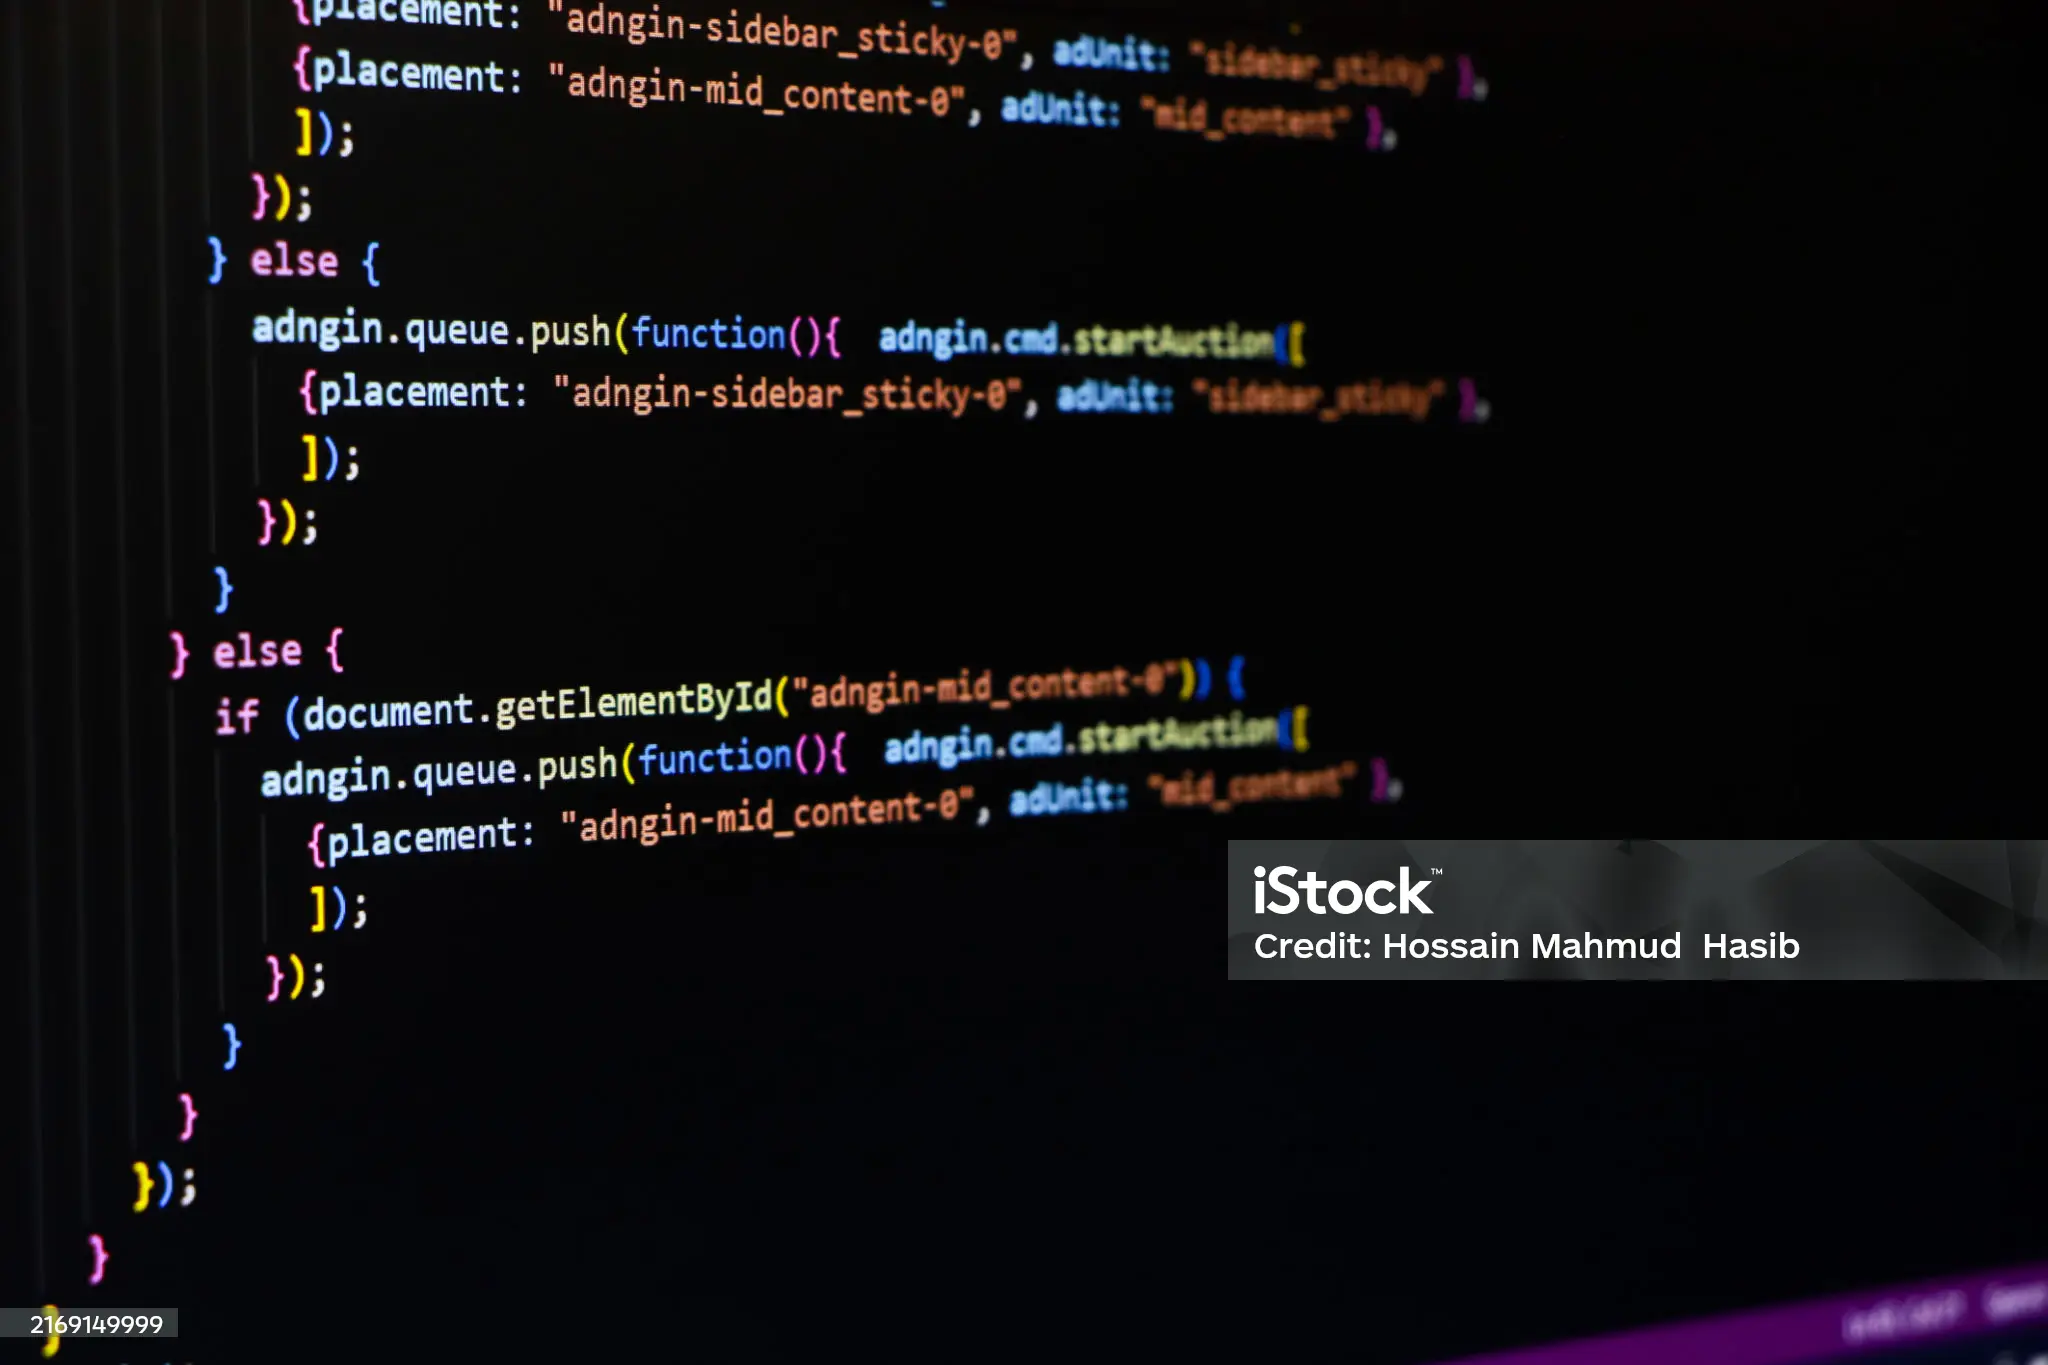 {placement: "adngin-sidebar_sticky-0", adUnit: "sidebar_sticky" },
{placement: "adngin-mid_content-0", adUnit: "mid_content" },
]);
});
} else {
adngin.queue.push(function(){  adngin.cmd.startAuction([
{placement: "adngin-sidebar_sticky-0", adUnit: "sidebar_sticky" },
]);
});
}
} else {
if (document.getElementById("adngin-mid_content-0")) {
adngin.queue.push(function(){  adngin.cmd.startAuction([
{placement: "adngin-mid_content-0", adUnit: "mid_content" },
]);
});
}
}
});
}
}
iStock™
Credit: Hossain Mahmud  Hasib
2169149999